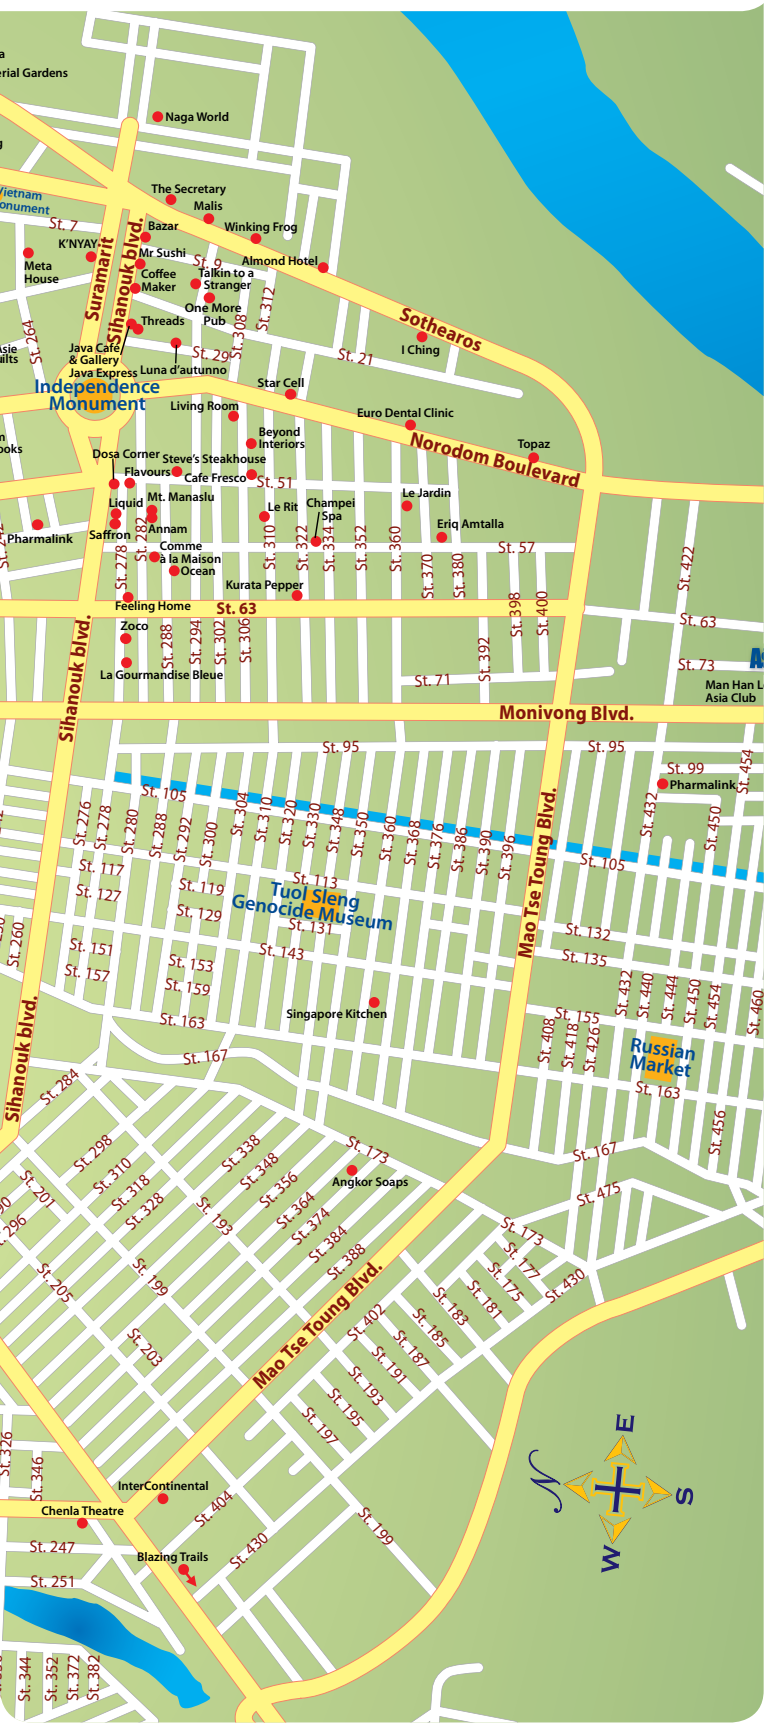 erial Gardens
Naga World
Vietnam
onument
St. 7
The Secretary
Malis
Bazar
Winking Frog
K'NYAY
Suramarit
Sihanouk blvd.
Mr Sushi
St. 9
Almond Hotel
Meta
House
Coffee
Maker
Talkin to a
Stranger
One More
Pub
St. 312
St. 308
St. 264
Threads
Sothearos
I Ching
Java Café
& Gallery
Java Express
Luna d'autunno
St. 29
St. 21
Independence
Monument
Star Cell
Living Room
Euro Dental Clinic
Beyond
Interiors
Norodom Boulevard
Topaz
Dosa Corner
Steve's Steakhouse
Flavours
Cafe Fresco
St. 51
Liquid
Mt. Manaslu
Le Rit
Champei
Spa
Le Jardin
Eriq Amtalla
Saffron
Annam
Pharmalink
St. 278
St. 282
Comme
à la Maison
Ocean
St. 310
St. 322
St. 334
St. 352
St. 360
St. 370
St. 380
St. 57
St. 422
Kurata Pepper
Feeling Home
St. 63
St. 398
St. 400
St. 63
Zoco
St. 288
St. 294
St. 302
St. 306
St. 392
St. 73
La Gourmandise Bleue
St. 71
Man Han L
Asia Club
Sihanouk blvd.
Monivong Blvd.
St. 95
St. 95
St. 99
St. 454
Pharmalink
St. 105
St. 432
St. 450
St. 276
St. 278
St. 280
St. 288
St. 292
St. 300
St. 304
St. 310
St. 320
St. 330
St. 348
St. 350
St. 360
St. 368
St. 376
St. 386
St. 390
St. 396
Mao Tse Toung Blvd.
St. 105
St. 117
St. 127
St. 119
St. 129
St. 113
Tuol Sleng
Genocide Museum
St. 131
St. 132
St. 135
St. 260
St. 151
St. 157
St. 153
St. 159
St. 143
St. 432
St. 440
St. 444
St. 450
St. 454
St. 460
Singapore Kitchen
St. 163
St. 155
St. 408
St. 418
St. 426
Russian
Market
St. 163
St. 456
Sihanouk blvd.
St. 167
St. 284
St. 298
St. 310
St. 318
St. 328
St. 338
St. 348
St. 356
St. 364
St. 374
St. 384
St. 388
St. 173
Angkor Soaps
St. 167
St. 475
St. 201
St. 193
St. 173
St. 177
St. 175
St. 181
St. 430
St. 205
St. 199
St. 203
Mao Tse Toung Blvd.
St. 402
St. 183
St. 185
St. 187
St. 191
St. 193
St. 195
St. 197
St. 326
St. 346
InterContinental
Chenla Theatre
St. 404
St. 430
St. 199
St. 247
St. 251
Blazing Trails
E
N
S
W
St. 344
St. 352
St. 372
St. 382